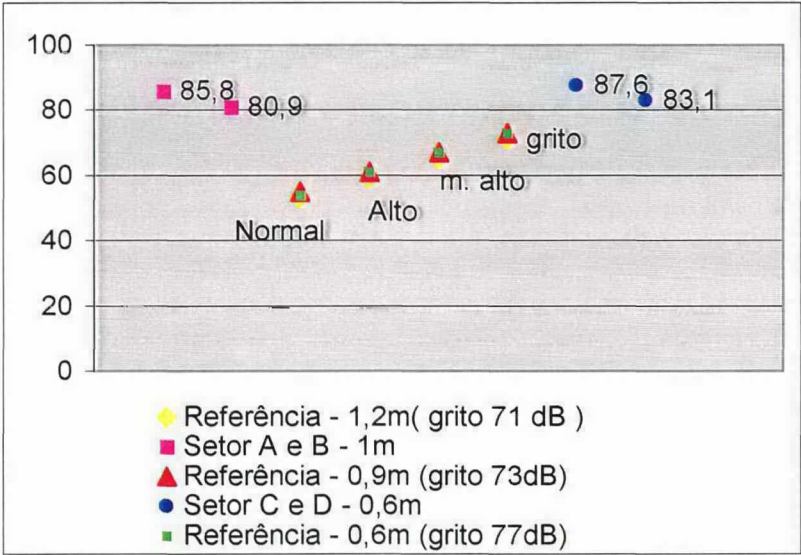 100
80
60
40
20
0
85,8
80,9
87,6
83,1
Normal
Alto
m. alto
grito
Referência - 1,2m( grito 71 dB )
Setor A e B - 1m
Referência - 0,9m (grito 73dB)
Setor C e D - 0,6m
Referência - 0,6m (grito 77dB)